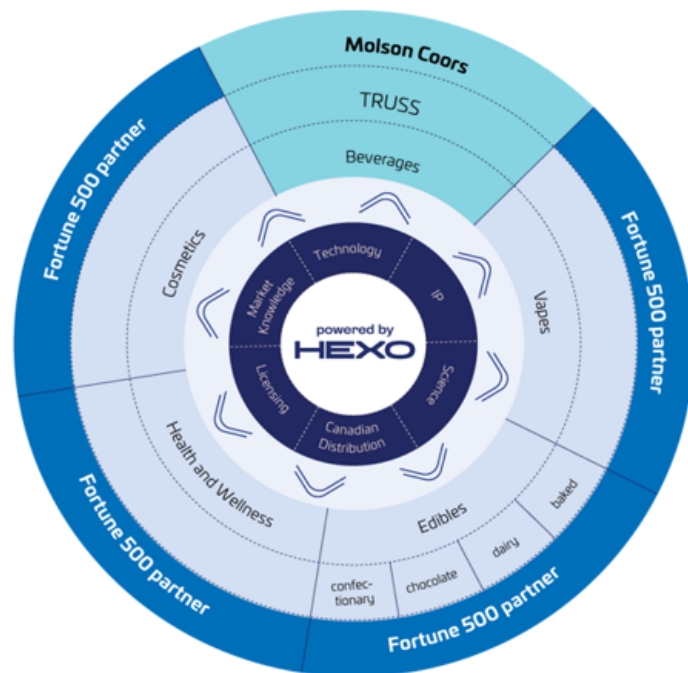 Molson Coors
TRUSS
Beverages
Fortune 500 partner
Vapes
Fortune 500 partner
Edibles
confec-
tionary
chocolate
dairy
baked
Fortune 500 partner
Health and Wellness
Fortune 500 partner
Cosmetics
Technology
IP
Science
Canadian
Distribution
Licensing
Market
Knowledge
powered by
HEXO